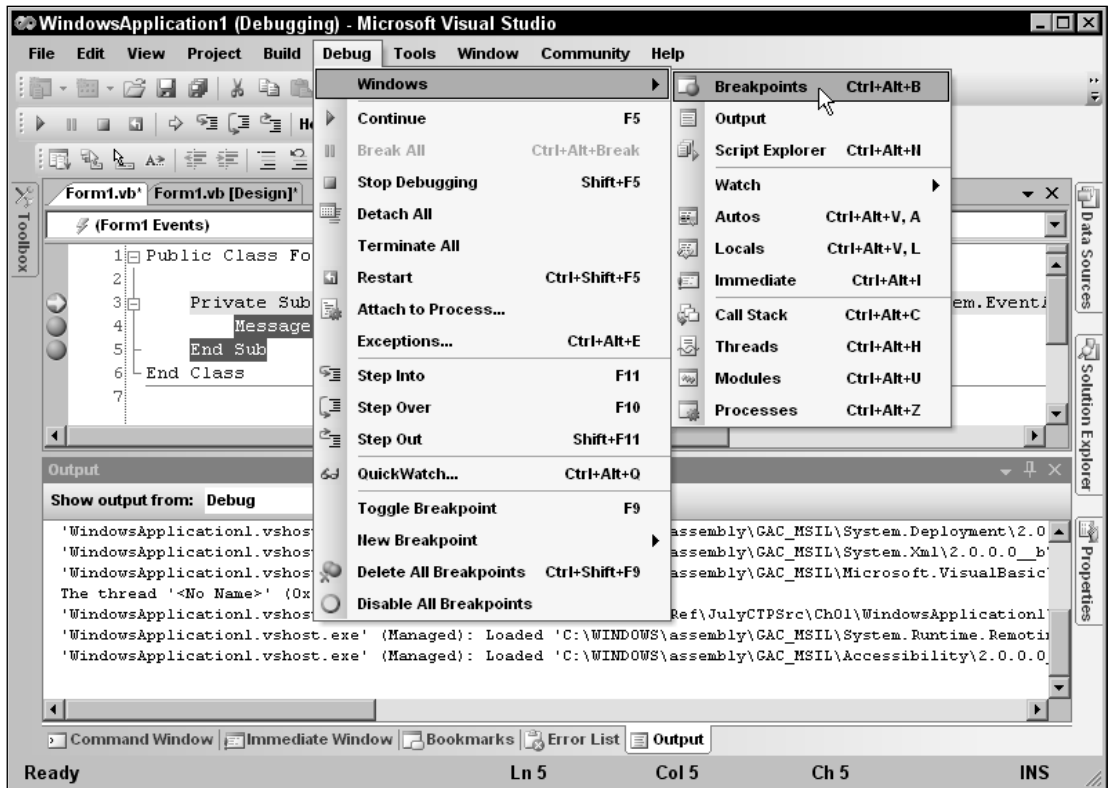 WindowsApplication1 (Debugging) - Microsoft Visual Studio
File Edit View Project Build Debug Tools Window Community Help
Windows
Continue F5
Break All Ctrl+Alt+Break
Stop Debugging Shift+F5
Detach All
Terminate All
Restart Ctrl+Shift+F5
Attach to Process...
Exceptions... Ctrl+Alt+E
Step Into F11
Step Over F10
Step Out Shift+F11
QuickWatch... Ctrl+Alt+Q
Toggle Breakpoint F9
New Breakpoint
Delete All Breakpoints Ctrl+Shift+F9
Disable All Breakpoints
Breakpoints Ctrl+Alt+B
Output
Script Explorer Ctrl+Alt+N
Watch
Autos Ctrl+Alt+V, A
Locals Ctrl+Alt+V, L
Immediate Ctrl+Alt+I
Call Stack Ctrl+Alt+C
Threads Ctrl+Alt+H
Modules Ctrl+Alt+U
Processes Ctrl+Alt+Z
Toolbox
Form1.vb* Form1.vb [Design]*
(Form1 Events)
1 Public Class Fo
2
3 Private Sub em.Event
4 Message
5 End Sub
6 End Class
7
Data Sources
Solution Explorer
Properties
Output
Show output from: Debug
'WindowsApplication1.vshos assembly\GAC_MSIL\System.Deployment\2.0
'WindowsApplication1.vshos assembly\GAC_MSIL\System.Xml\2.0.0.0__b
'WindowsApplication1.vshos assembly\GAC_MSIL\Microsoft.VisualBasic
The thread '<No Name>' (0x
'WindowsApplication1.vshos Ref\JulyCTPSrc\Ch01\WindowsApplication1
'WindowsApplication1.vshost.exe' (Managed): Loaded 'C:\WINDOWS\assembly\GAC_MSIL\System.Runtime.Remoti
'WindowsApplication1.vshost.exe' (Managed): Loaded 'C:\WINDOWS\assembly\GAC_MSIL\Accessibility\2.0.0.0_
Command Window Immediate Window Bookmarks Error List Output
Ready Ln 5 Col 5 Ch 5 INS